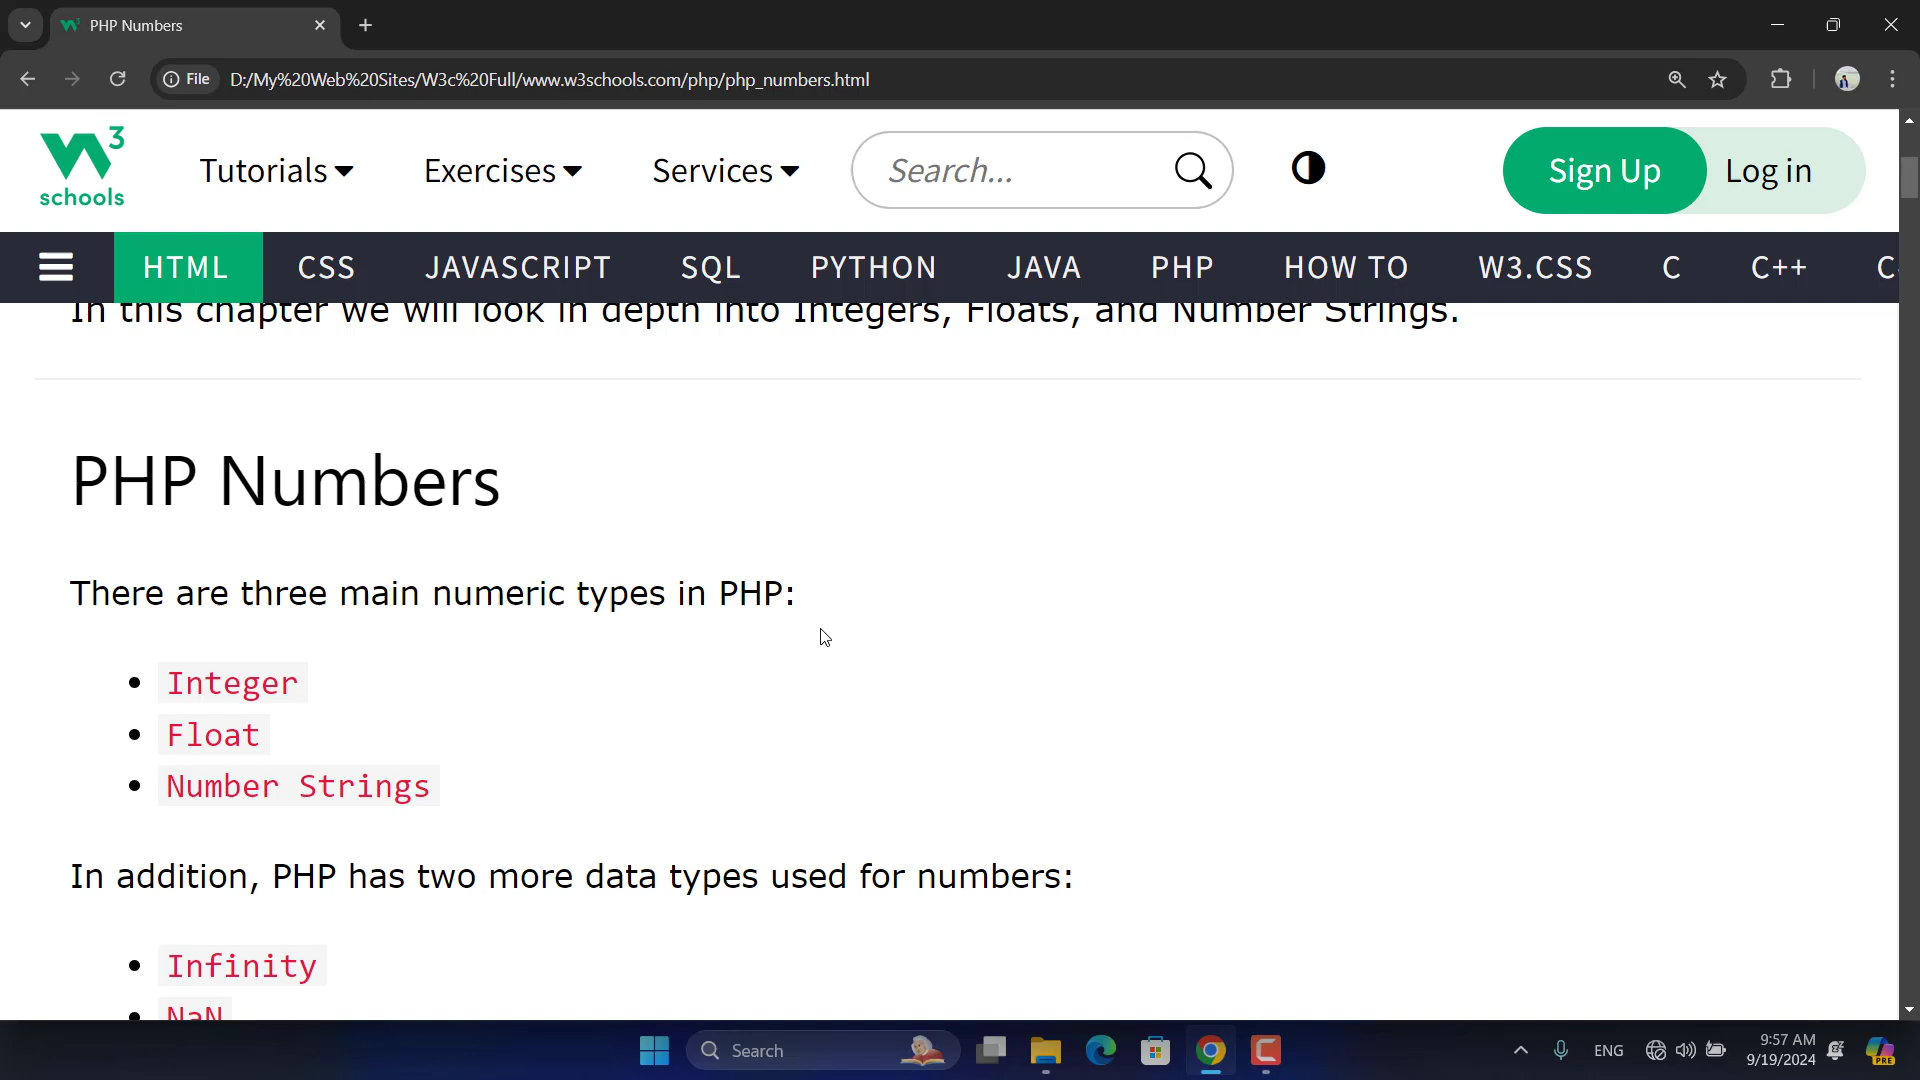 PHP Numbers
File D:/My%20Web%20Sites/W3c%20Full/www.w3schools.com/php/php_numbers.html
3
schools
Tutorials Exercises Services Search... Sign Up Log in
HTML CSS JAVASCRIPT SQL PYTHON JAVA PHP HOW TO W3.CSS C C++
In this chapter we will look in depth into Integers, Floats, and Number Strings.
PHP Numbers
There are three main numeric types in PHP:
Integer
Float
Number Strings
In addition, PHP has two more data types used for numbers:
Infinity
NaN
Search ENG 9:57 AM
9/19/2024
PRE